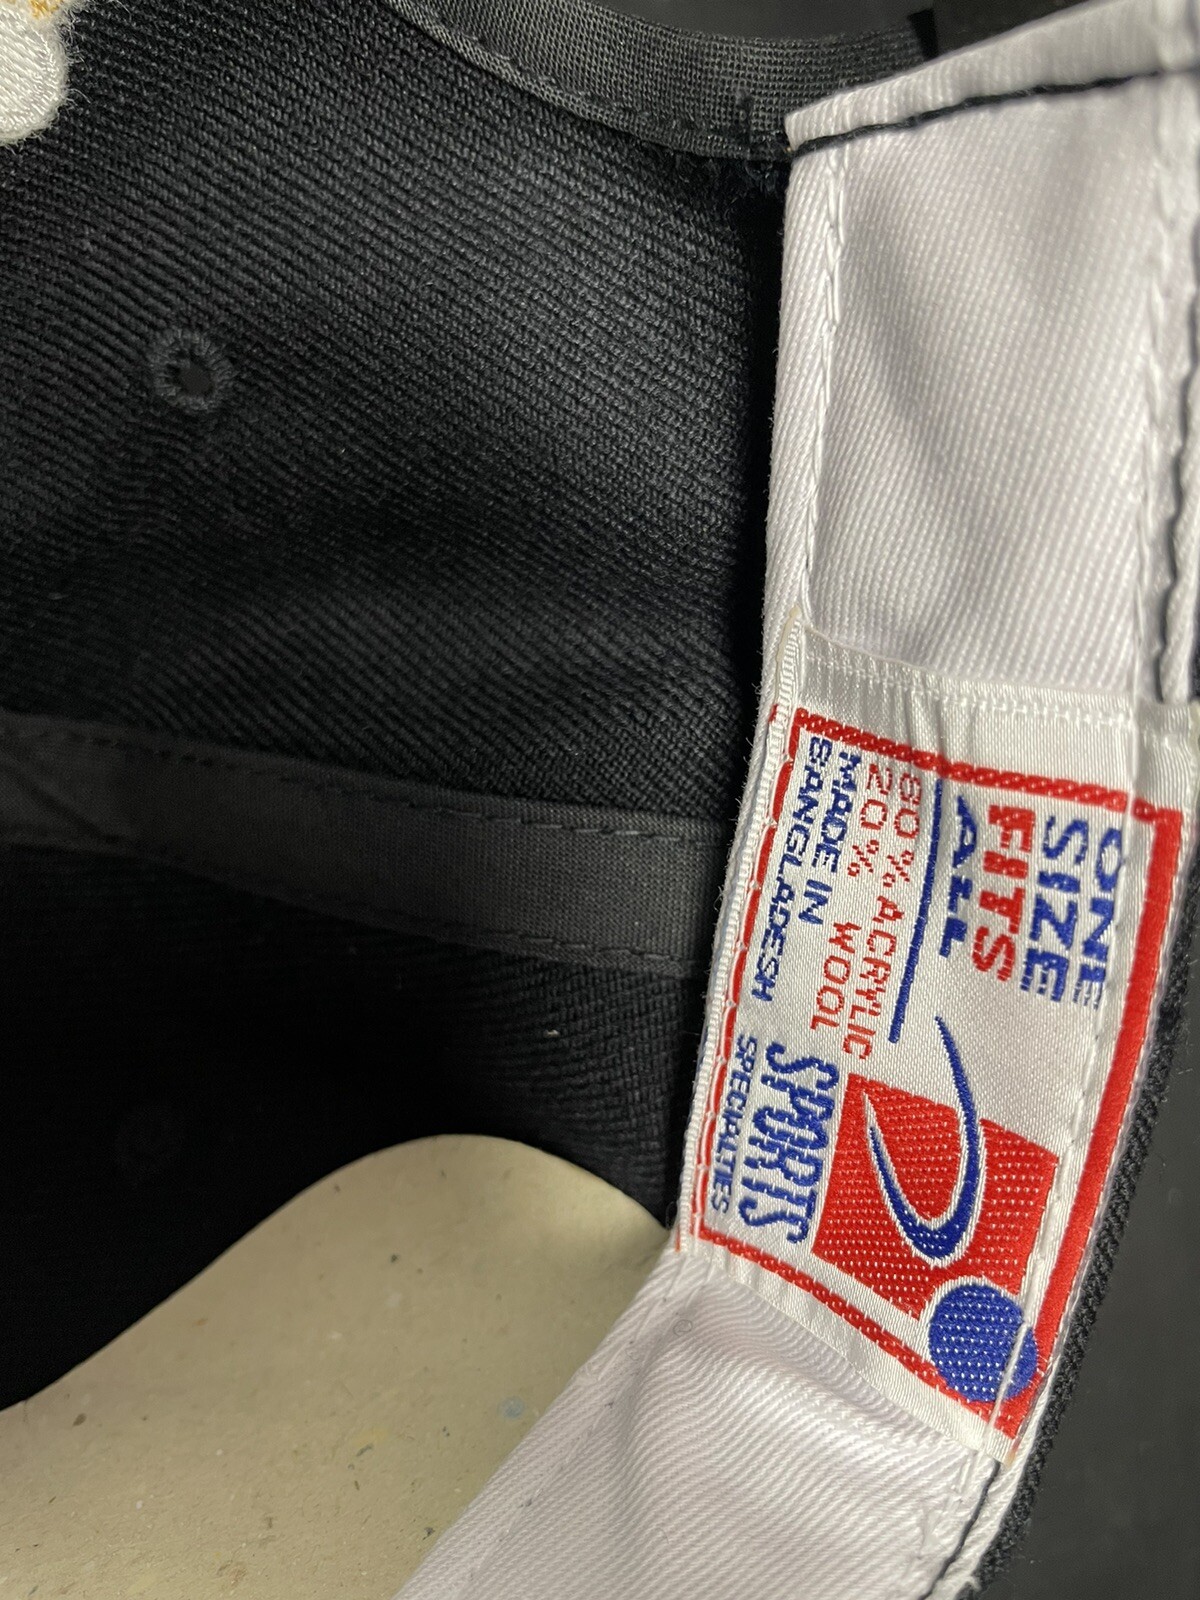 ONE
SIZE
FITS
ALL
80% ACRYLIC
20% WOOL
MADE IN
BANGLADESH
SPORTS
SPECIALTIES